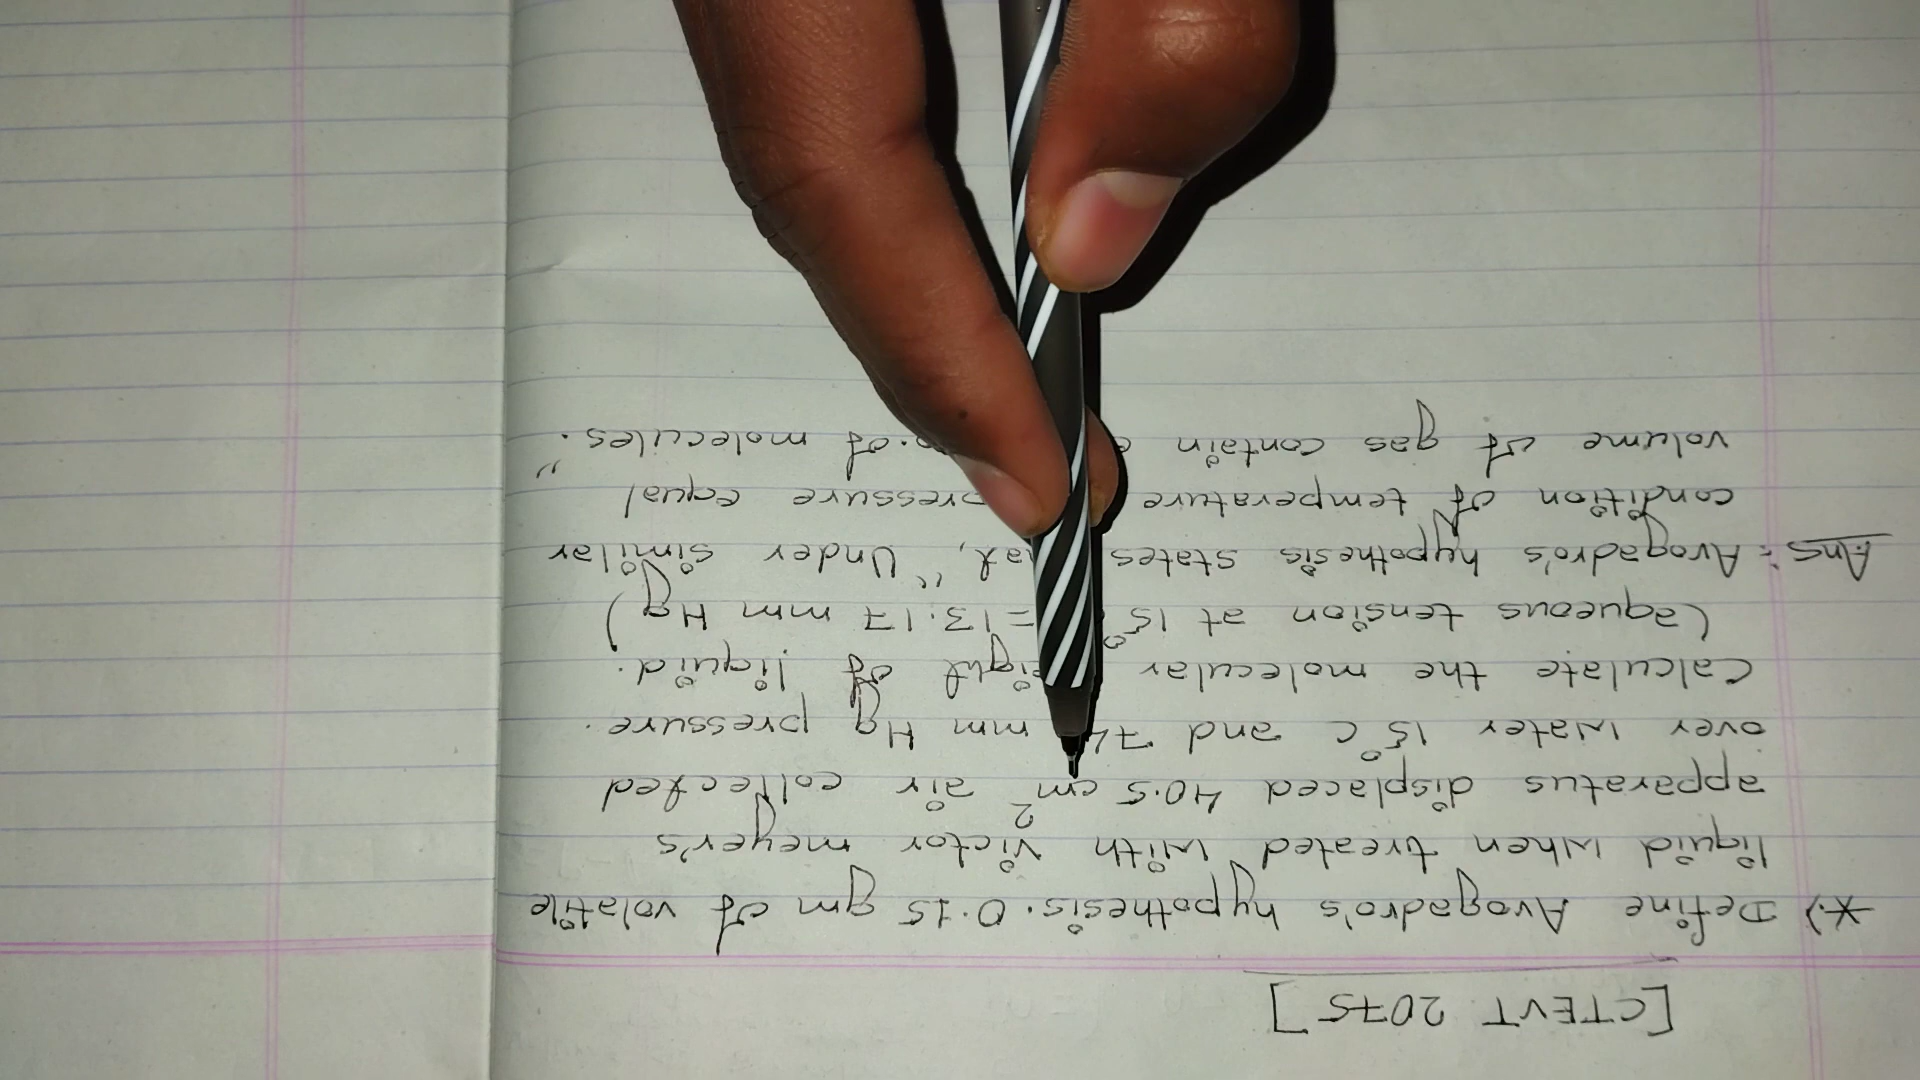 [CTEVT 2075]
*.) Define Avogadro's hypothesis. 0.15 gm of volatile
liquid when treated with victor meyer's
apparatus displaced 40.5 cm² air collected
over water 15°C and mm Hg pressure.
Calculate the molecular of liquid.
(aqueous tension at 15° = 13.17 mm Hg)
Ans: Avogadro's hypothesis states "Under similar
condition of temperature pressure equal
volume of gas contain of molecules."